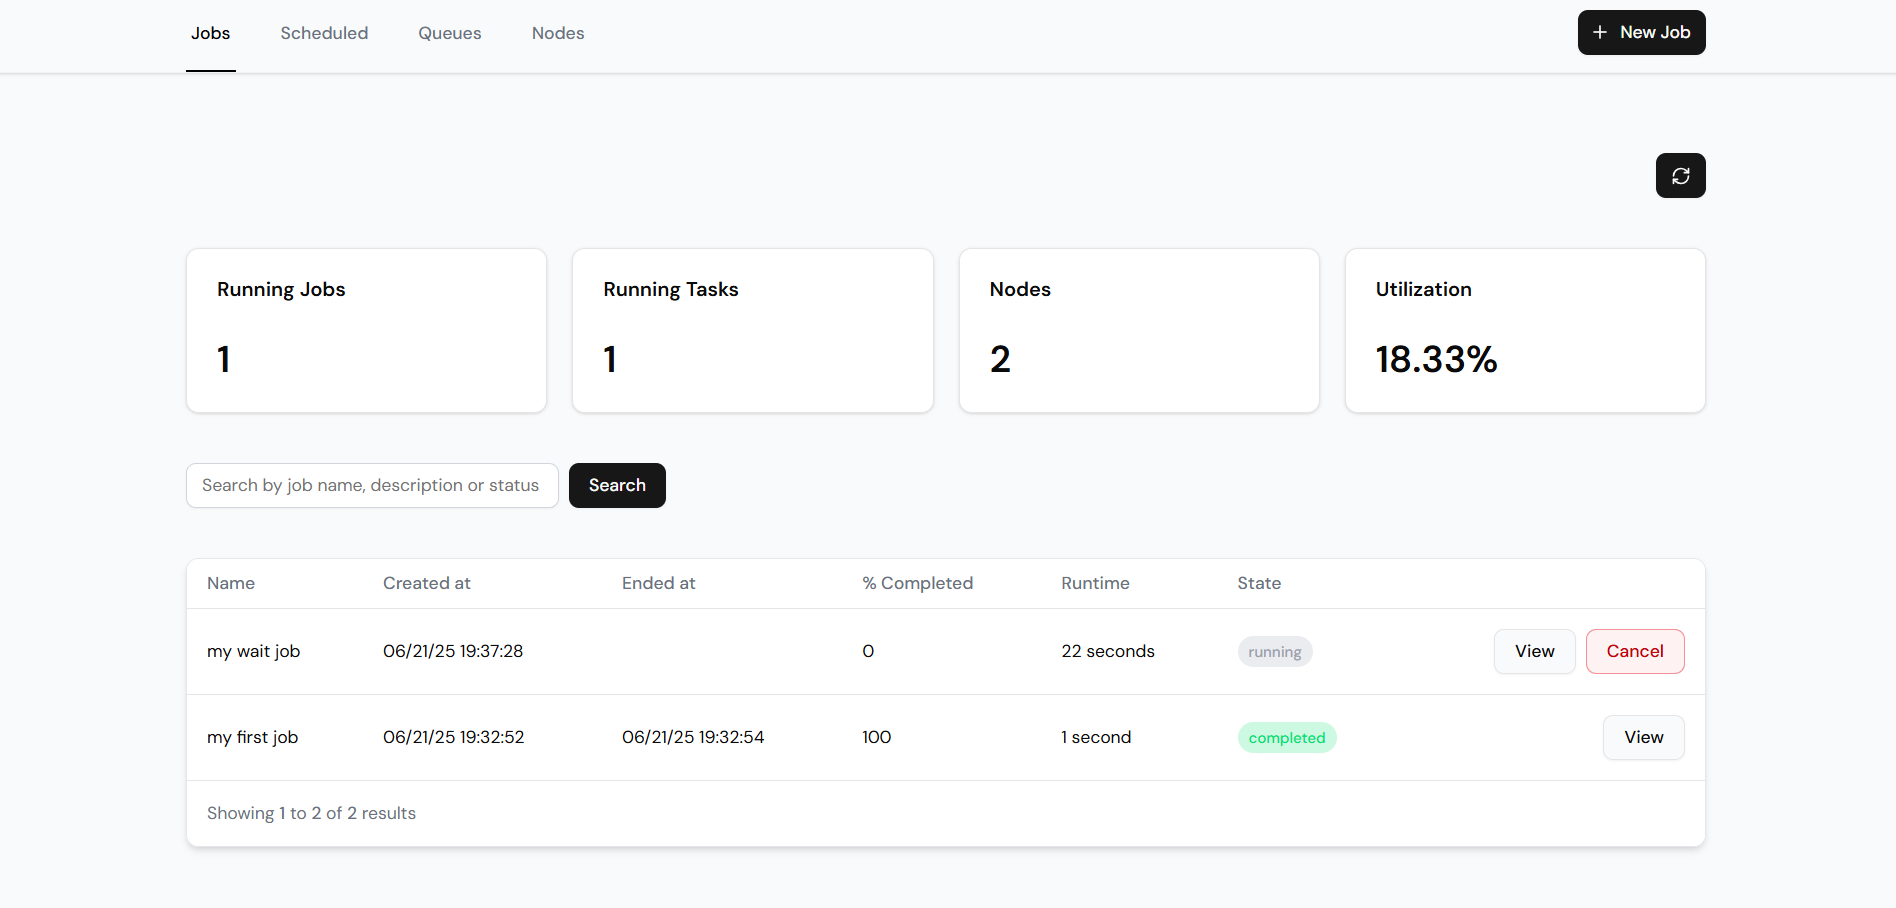 Jobs Scheduled Queues Nodes + New Job
Running Jobs Running Tasks Nodes Utilization
1 1 2 18.33%
Search by job name, description or status Search
Name Created at Ended at % Completed Runtime State
my wait job 06/21/25 19:37:28 0 22 seconds running View Cancel
my first job 06/21/25 19:32:52 06/21/25 19:32:54 100 1 second completed View
Showing 1 to 2 of 2 results